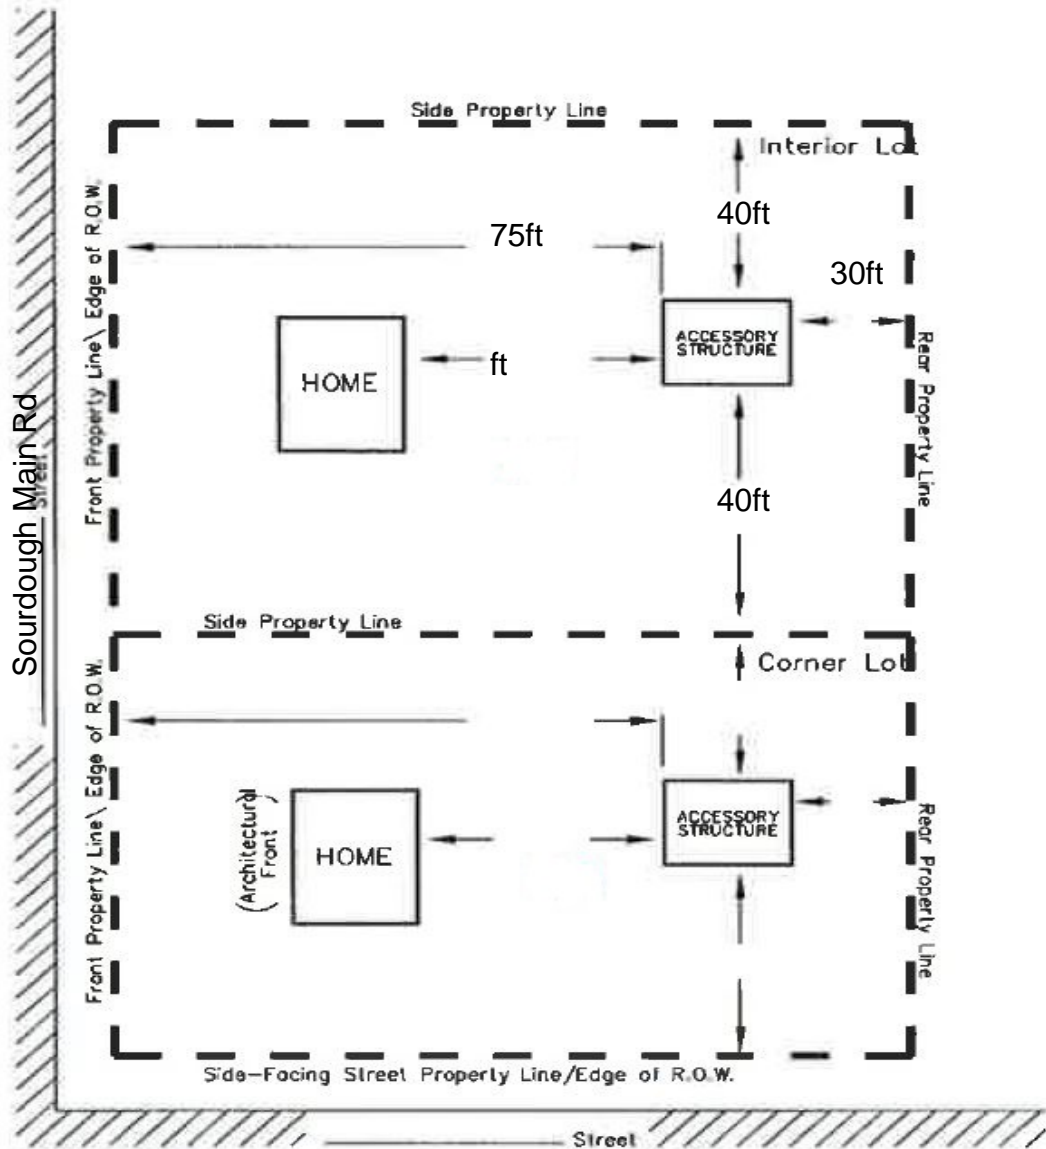 Side Property Line
Interior Lot
40ft
75ft
30ft
Front Property Line\ Edge of R.O.W.
ACCESSORY
STRUCTURE
HOME
ft
Rear Property Line
Sourdough Main Rd
Street
40ft
Side Property Line
Corner Lot
Front Property Line\ Edge of R.O.W.
(Architectural
Front)
HOME
ACCESSORY
STRUCTURE
Rear Property Line
Side-Facing Street Property Line/Edge of R.O.W.
Street